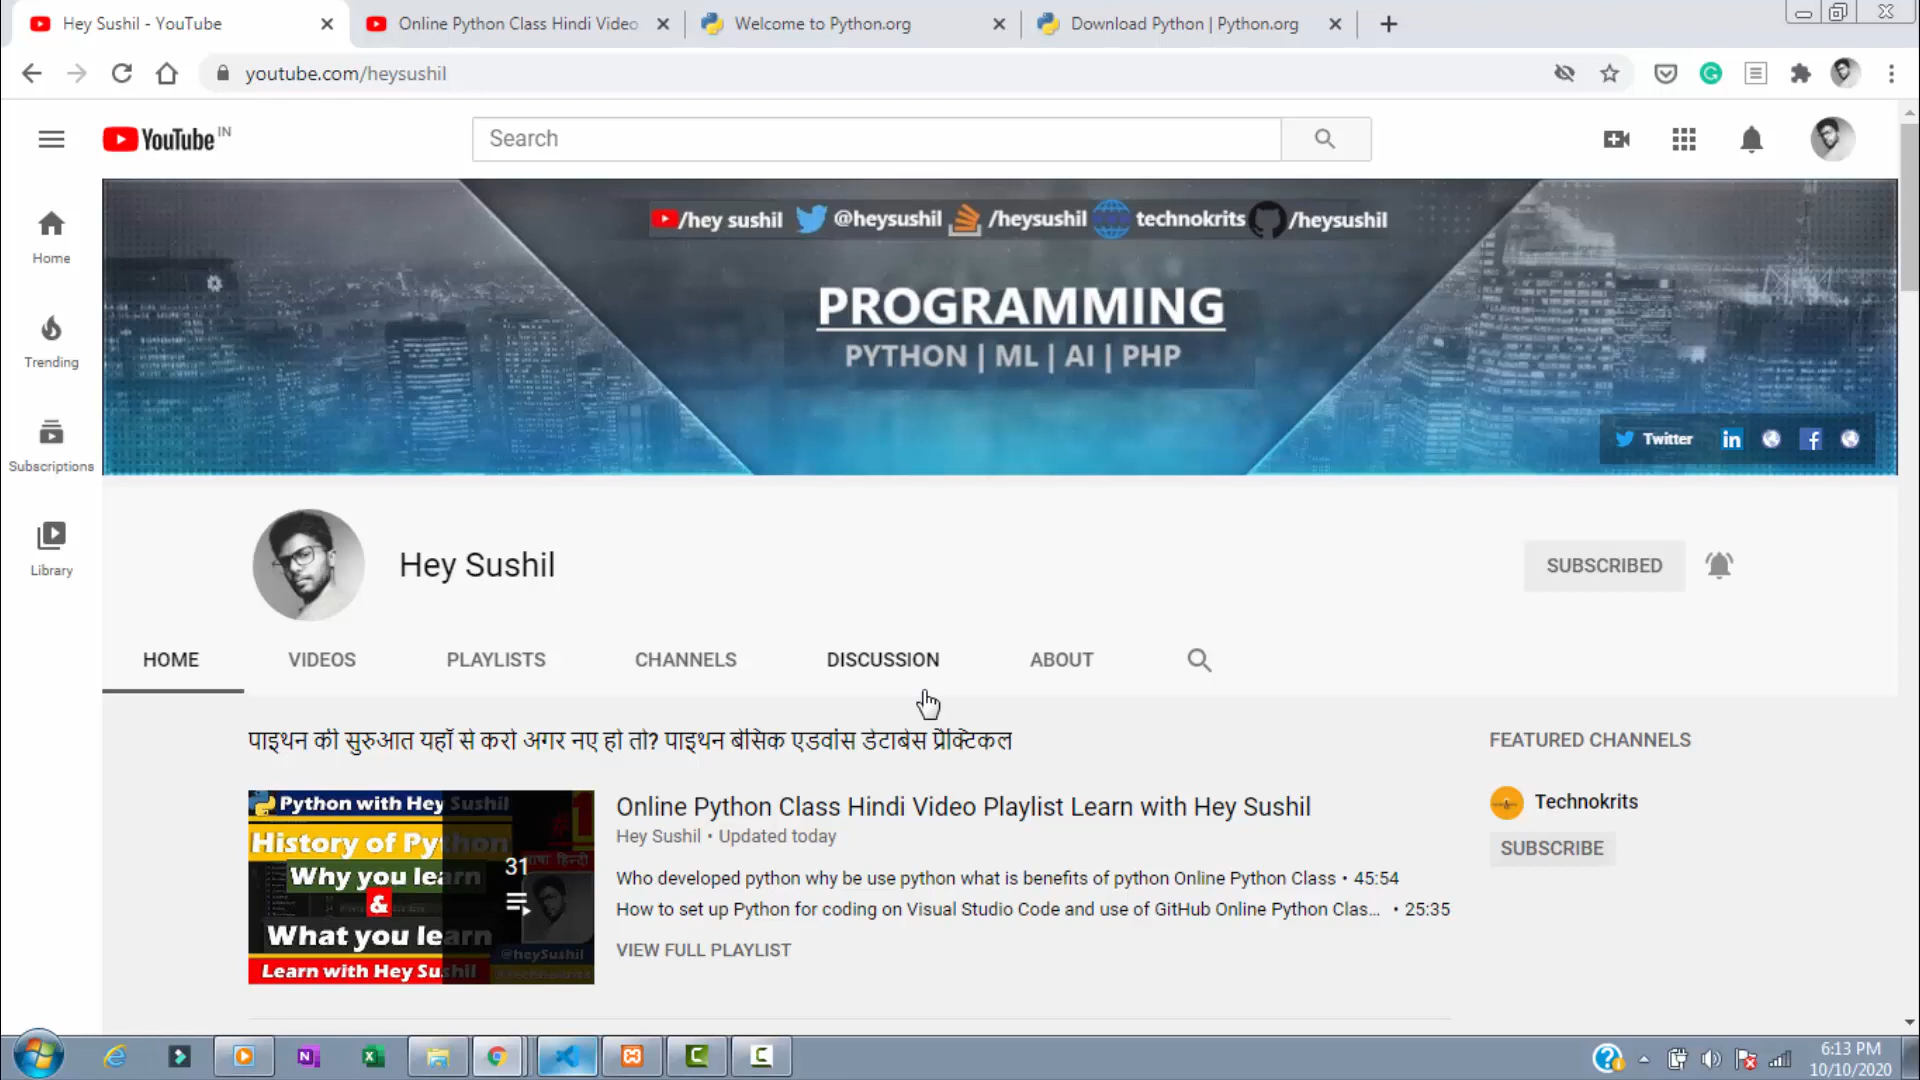 Hey Sushil - YouTube
Online Python Class Hindi Video
Welcome to Python.org
Download Python | Python.org
youtube.com/heysushil
YouTube IN
Search
/hey sushil @heysushil /heysushil technokrits /heysushil
PROGRAMMING
PYTHON | ML | AI | PHP
Twitter
Home
Trending
Subscriptions
Library
Hey Sushil
SUBSCRIBED
HOME VIDEOS PLAYLISTS CHANNELS DISCUSSION ABOUT
पाइथन की सुरुआत यहाँ से करो अगर नए हो तो? पाइथन बेसिक एडवांस डेटाबेस प्रैक्टिकल
FEATURED CHANNELS
Technokrits
SUBSCRIBE
Python with Hey Sushil
History of Python
Why you learn
&
What you learn
Learn with Hey Sushil
31
@heySushil
Online Python Class Hindi Video Playlist Learn with Hey Sushil
Hey Sushil • Updated today
Who developed python why be use python what is benefits of python Online Python Class • 45:54
How to set up Python for coding on Visual Studio Code and use of GitHub Online Python Clas... • 25:35
VIEW FULL PLAYLIST
6:13 PM
10/10/2020